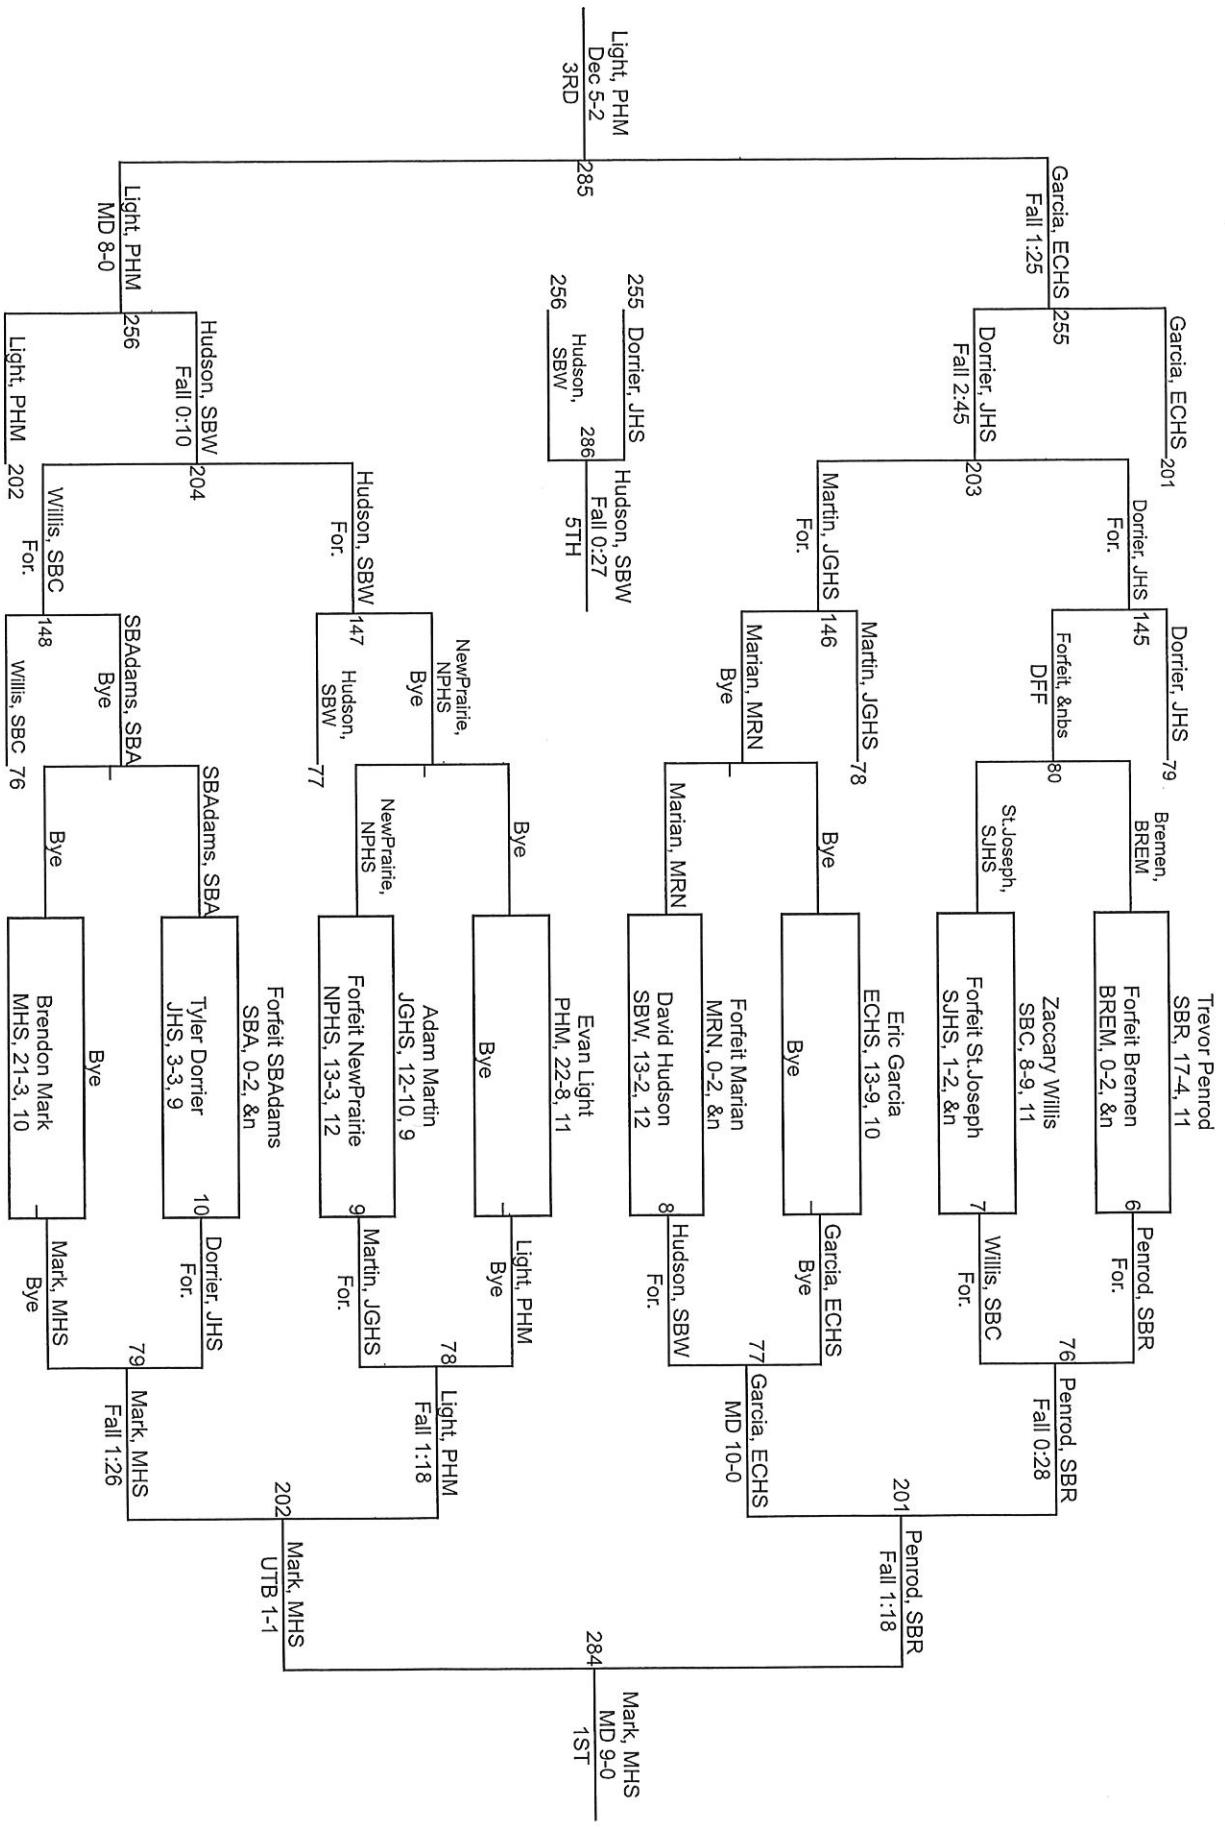 Light, PHM
Dec 5-2
3RD
285
Garcia, ECHS
Fall 1:25
255
Light, PHM
MD 8-0
256
Garcia, ECHS
201
Dorrier, JHS
Fall 2:45
203
255
Dorrier, JHS
256
Hudson,
SBW
286
Hudson, SBW
Fall 0:27
5TH
Hudson, SBW
Fall 0:10
204
Light, PHM
202
Dorrier, JHS
For.
145
Martin, JGHS
For.
146
Hudson, SBW
For.
147
Willis, SBC
For.
148
Dorrier, JHS
79
Forfeit, &nbs
DFF
80
Martin, JGHS
78
Marian, MRN
Bye
NewPrairie,
NPHS
Bye
Hudson,
SBW
77
SBAdams, SBA
Bye
Willis, SBC
76
Bremen,
BREM
St.Joseph,
SJHS
Bye
Marian, MRN
Bye
NewPrairie,
NPHS
SBAdams, SBA
Bye
Trevor Penrod
SBR, 17-4, 11
Forfeit Bremen
BREM, 0-2, &n
6
Zaccary Willis
SBC, 8-9, 11
Forfeit St.Joseph
SJHS, 1-2, &n
7
Eric Garcia
ECHS, 13-9, 10
Bye
Forfeit Marian
MRN, 0-2, &n
David Hudson
SBW, 13-2, 12
8
Evan Light
PHM, 22-8, 11
Bye
Adam Martin
JGHS, 12-10, 9
Forfeit NewPrairie
NPHS, 13-3, 12
9
Forfeit SBAdams
SBA, 0-2, &n
Tyler Dorrier
JHS, 3-3, 9
10
Bye
Brendon Mark
MHS, 21-3, 10
Penrod, SBR
For.
Willis, SBC
For.
76
Garcia, ECHS
Bye
Hudson, SBW
For.
77
Light, PHM
Bye
Martin, JGHS
For.
78
Dorrier, JHS
For.
Mark, MHS
Bye
79
Penrod, SBR
Fall 0:28
Garcia, ECHS
MD 10-0
201
Light, PHM
Fall 1:18
Mark, MHS
Fall 1:26
202
Penrod, SBR
Fall 1:18
Mark, MHS
UTB 1-1
284
Mark, MHS
MD 9-0
1ST